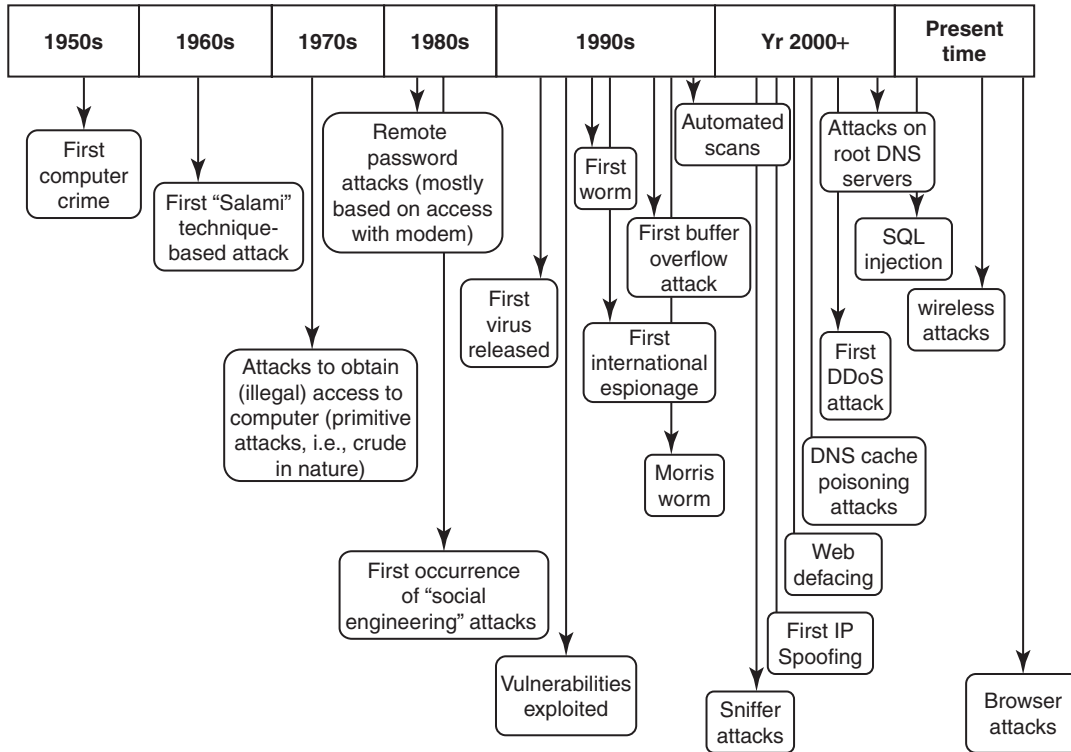 1950s
1960s
1970s
1980s
1990s
Yr 2000+
Present
time
First
computer
crime
First “Salami”
technique-
based attack
Attacks to obtain
(illegal) access to
computer (primitive
attacks, i.e., crude
in nature)
Remote
password
attacks (mostly
based on access
with modem)
First occurrence
of “social
engineering” attacks
First
virus
released
Vulnerabilities
exploited
First
worm
First
international
espionage
First buffer
overflow
attack
Morris
worm
Automated
scans
Sniffer
attacks
First IP
Spoofing
Web
defacing
DNS cache
poisoning
attacks
First
DDoS
attack
Attacks on
root DNS
servers
SQL
injection
wireless
attacks
Browser
attacks